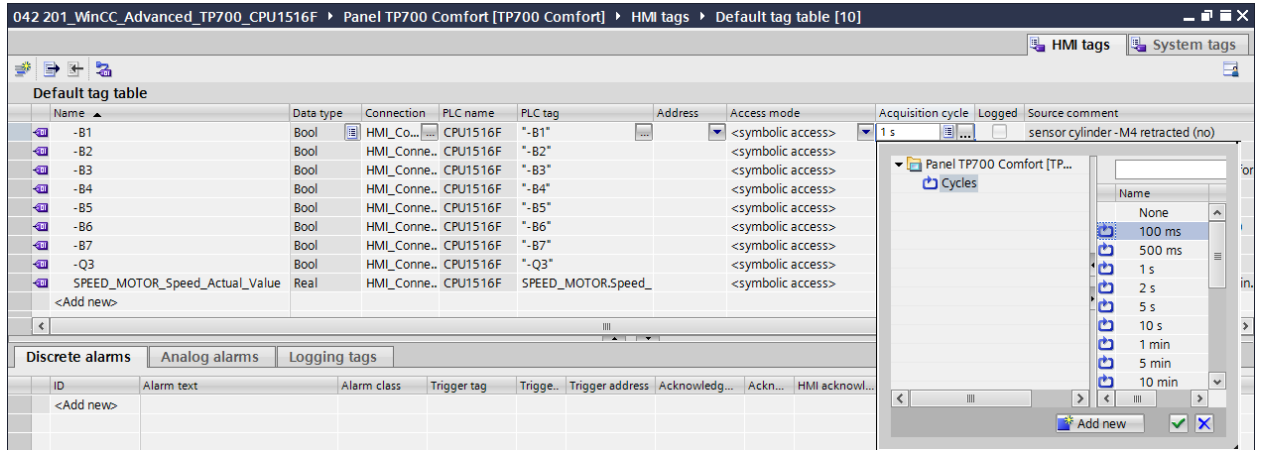 042 201_WinCC_Advanced_TP700_CPU1516F ▸ Panel TP700 Comfort [TP700 Comfort] ▸ HMI tags ▸ Default tag table [10]
HMI tags System tags
Default tag table
Name Data type Connection PLC name PLC tag Address Access mode Acquisition cycle Logged Source comment
-B1 Bool HMI_Co... CPU1516F "-B1" <symbolic access> 1 s sensor cylinder -M4 retracted (no)
-B2 Bool HMI_Conne.. CPU1516F "-B2" <symbolic access>
-B3 Bool HMI_Conne.. CPU1516F "-B3" <symbolic access>
-B4 Bool HMI_Conne.. CPU1516F "-B4" <symbolic access>
-B5 Bool HMI_Conne.. CPU1516F "-B5" <symbolic access>
-B6 Bool HMI_Conne.. CPU1516F "-B6" <symbolic access>
-B7 Bool HMI_Conne.. CPU1516F "-B7" <symbolic access>
-Q3 Bool HMI_Conne.. CPU1516F "-Q3" <symbolic access>
SPEED_MOTOR_Speed_Actual_Value Real HMI_Conne.. CPU1516F SPEED_MOTOR.Speed_ <symbolic access> in.
<Add new>
Panel TP700 Comfort [TP...
Cycles
Name
None
100 ms
500 ms
1 s
2 s
5 s
10 s
1 min
5 min
10 min
Add new
Discrete alarms Analog alarms Logging tags
ID Alarm text Alarm class Trigger tag Trigge.. Trigger address Acknowledg... Ackn... HMI acknowl...
<Add new>